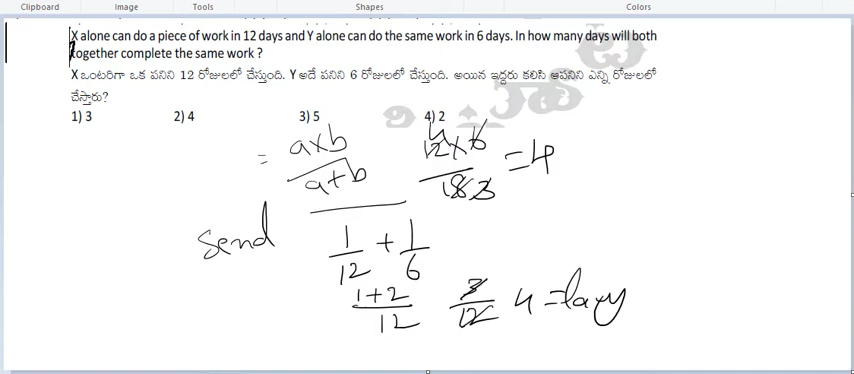 Clipboard Image Tools Shapes Colors
X alone can do a piece of work in 12 days and Y alone can do the same work in 6 days. In how many days will both
together complete the same work ?
X ఒంటరిగా ఒక పనిని 12 రోజులలో చేస్తుంది. Y అదే పనిని 6 రోజులలో చేస్తుంది. అయిన ఇద్దరు కలిసి ఆపనిని ఎన్ని రోజులలో
చేస్తారు?
1) 3 2) 4 3) 5 4) 2
= a×b / a+b 12×6 / 18 3 = 4
send 1/12 + 1/6
1+2 / 12 3/12 4 = day